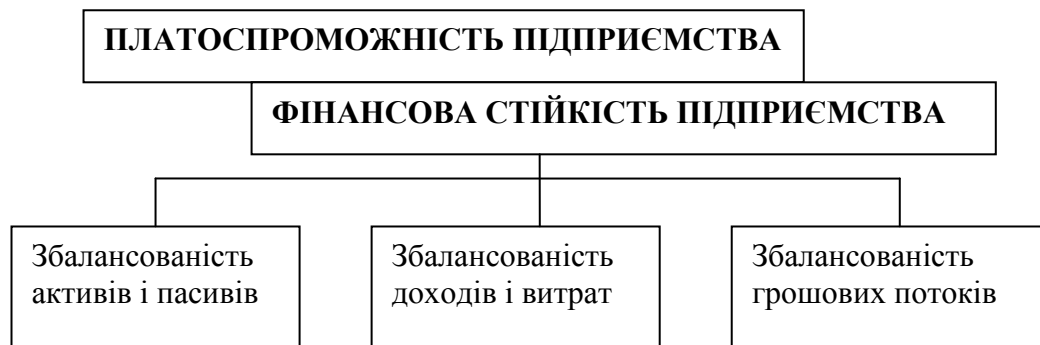 ПЛАТОСПРОМОЖНІСТЬ ПІДПРИЄМСТВА
ФІНАНСОВА СТІЙКІСТЬ ПІДПРИЄМСТВА
Збалансованість
активів і пасивів
Збалансованість
доходів і витрат
Збалансованість
грошових потоків